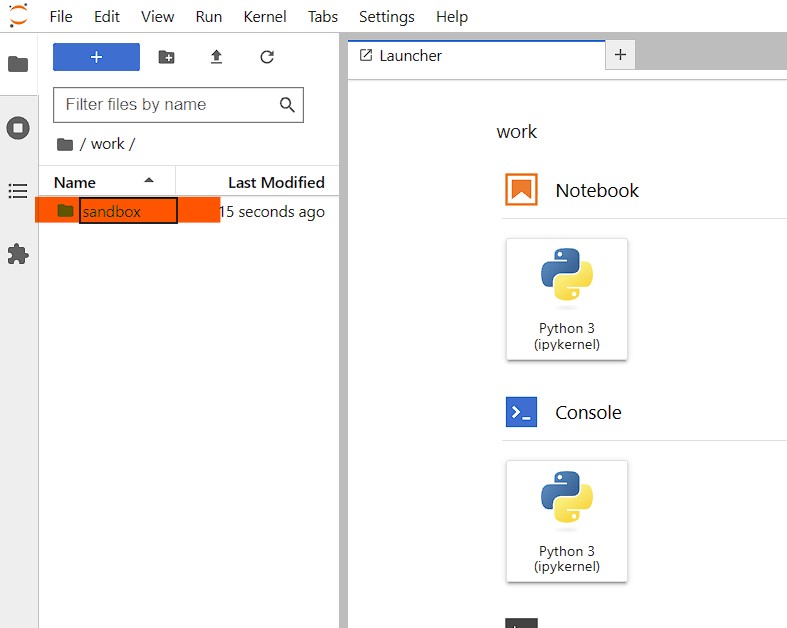 File Edit View Run Kernel Tabs Settings Help
+
Launcher
+
Filter files by name
/ work /
Name Last Modified
sandbox 15 seconds ago
work
Notebook
Python 3
(ipykernel)
Console
Python 3
(ipykernel)